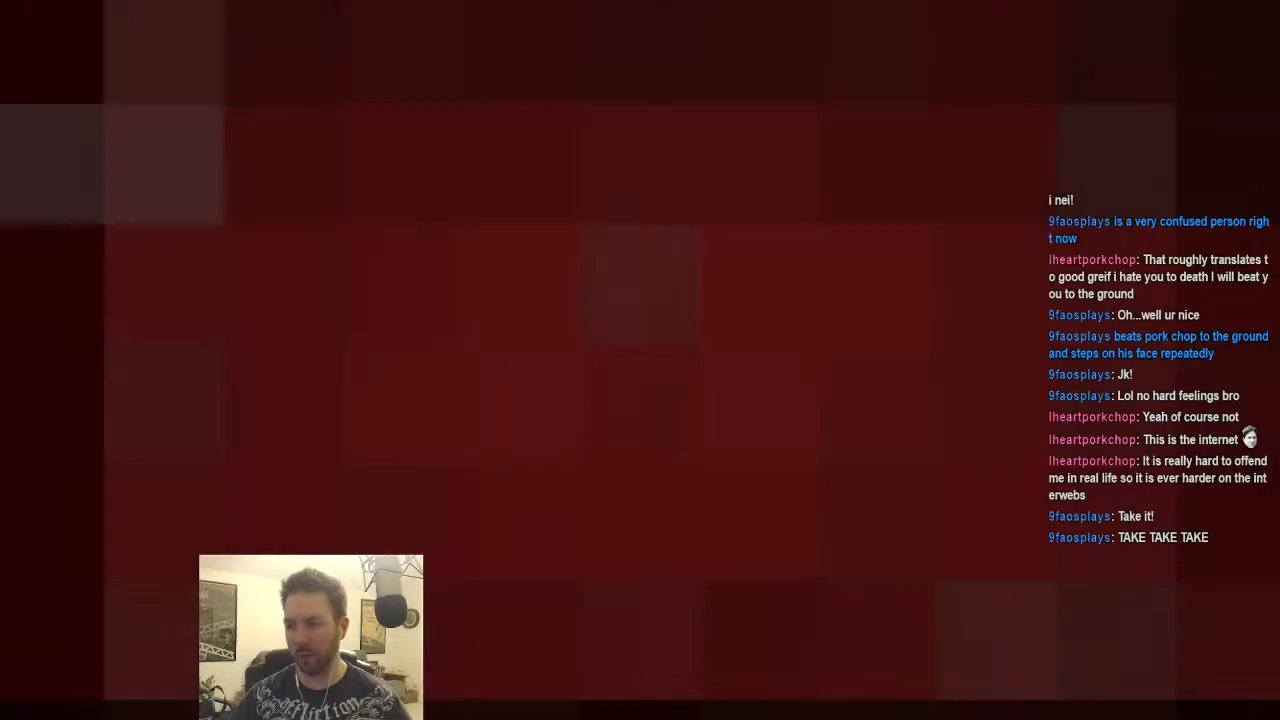 i nei!
9faosplays is a very confused person righ
t now
Iheartporkchop: That roughly translates t
o good greif i hate you to death I will beat y
ou to the ground
9faosplays: Oh...well ur nice
9faosplays beats pork chop to the ground
and steps on his face repeatedly
9faosplays: Jk!
9faosplays: Lol no hard feelings bro
Iheartporkchop: Yeah of course not
Iheartporkchop: This is the internet
Iheartporkchop: It is really hard to offend
me in real life so it is ever harder on the int
erwebs
9faosplays: Take it!
9faosplays: TAKE TAKE TAKE
affliction